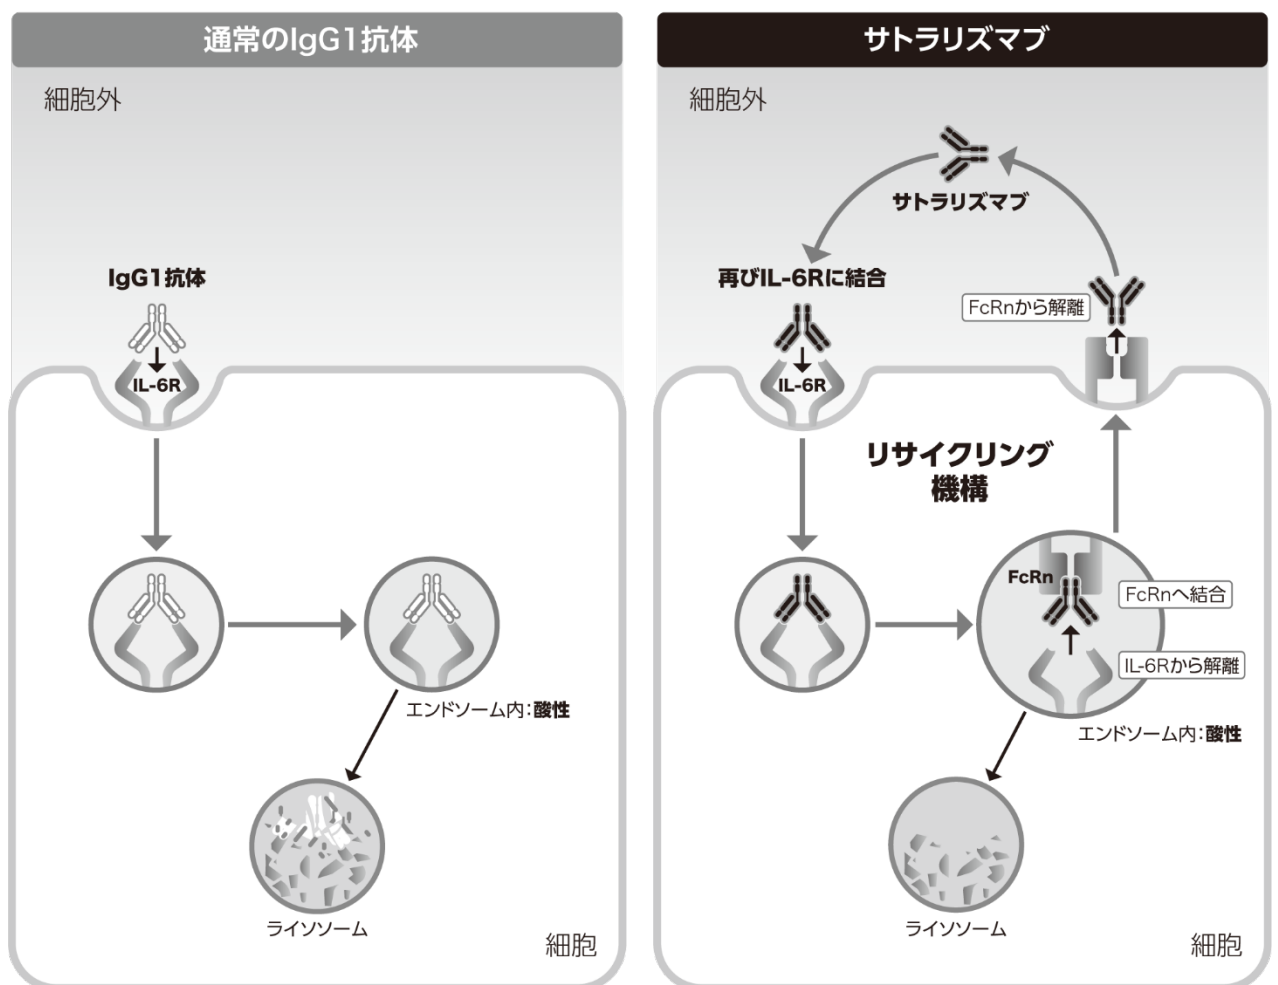 通常のIgG1抗体
細胞外
IgG1抗体
IL-6R
エンドソーム内：酸性
ライソソーム
細胞
サトラリズマブ
細胞外
サトラリズマブ
再びIL-6Rに結合
FcRnから解離
IL-6R
リサイクリング
機構
FcRn
FcRnへ結合
IL-6Rから解離
エンドソーム内：酸性
ライソソーム
細胞